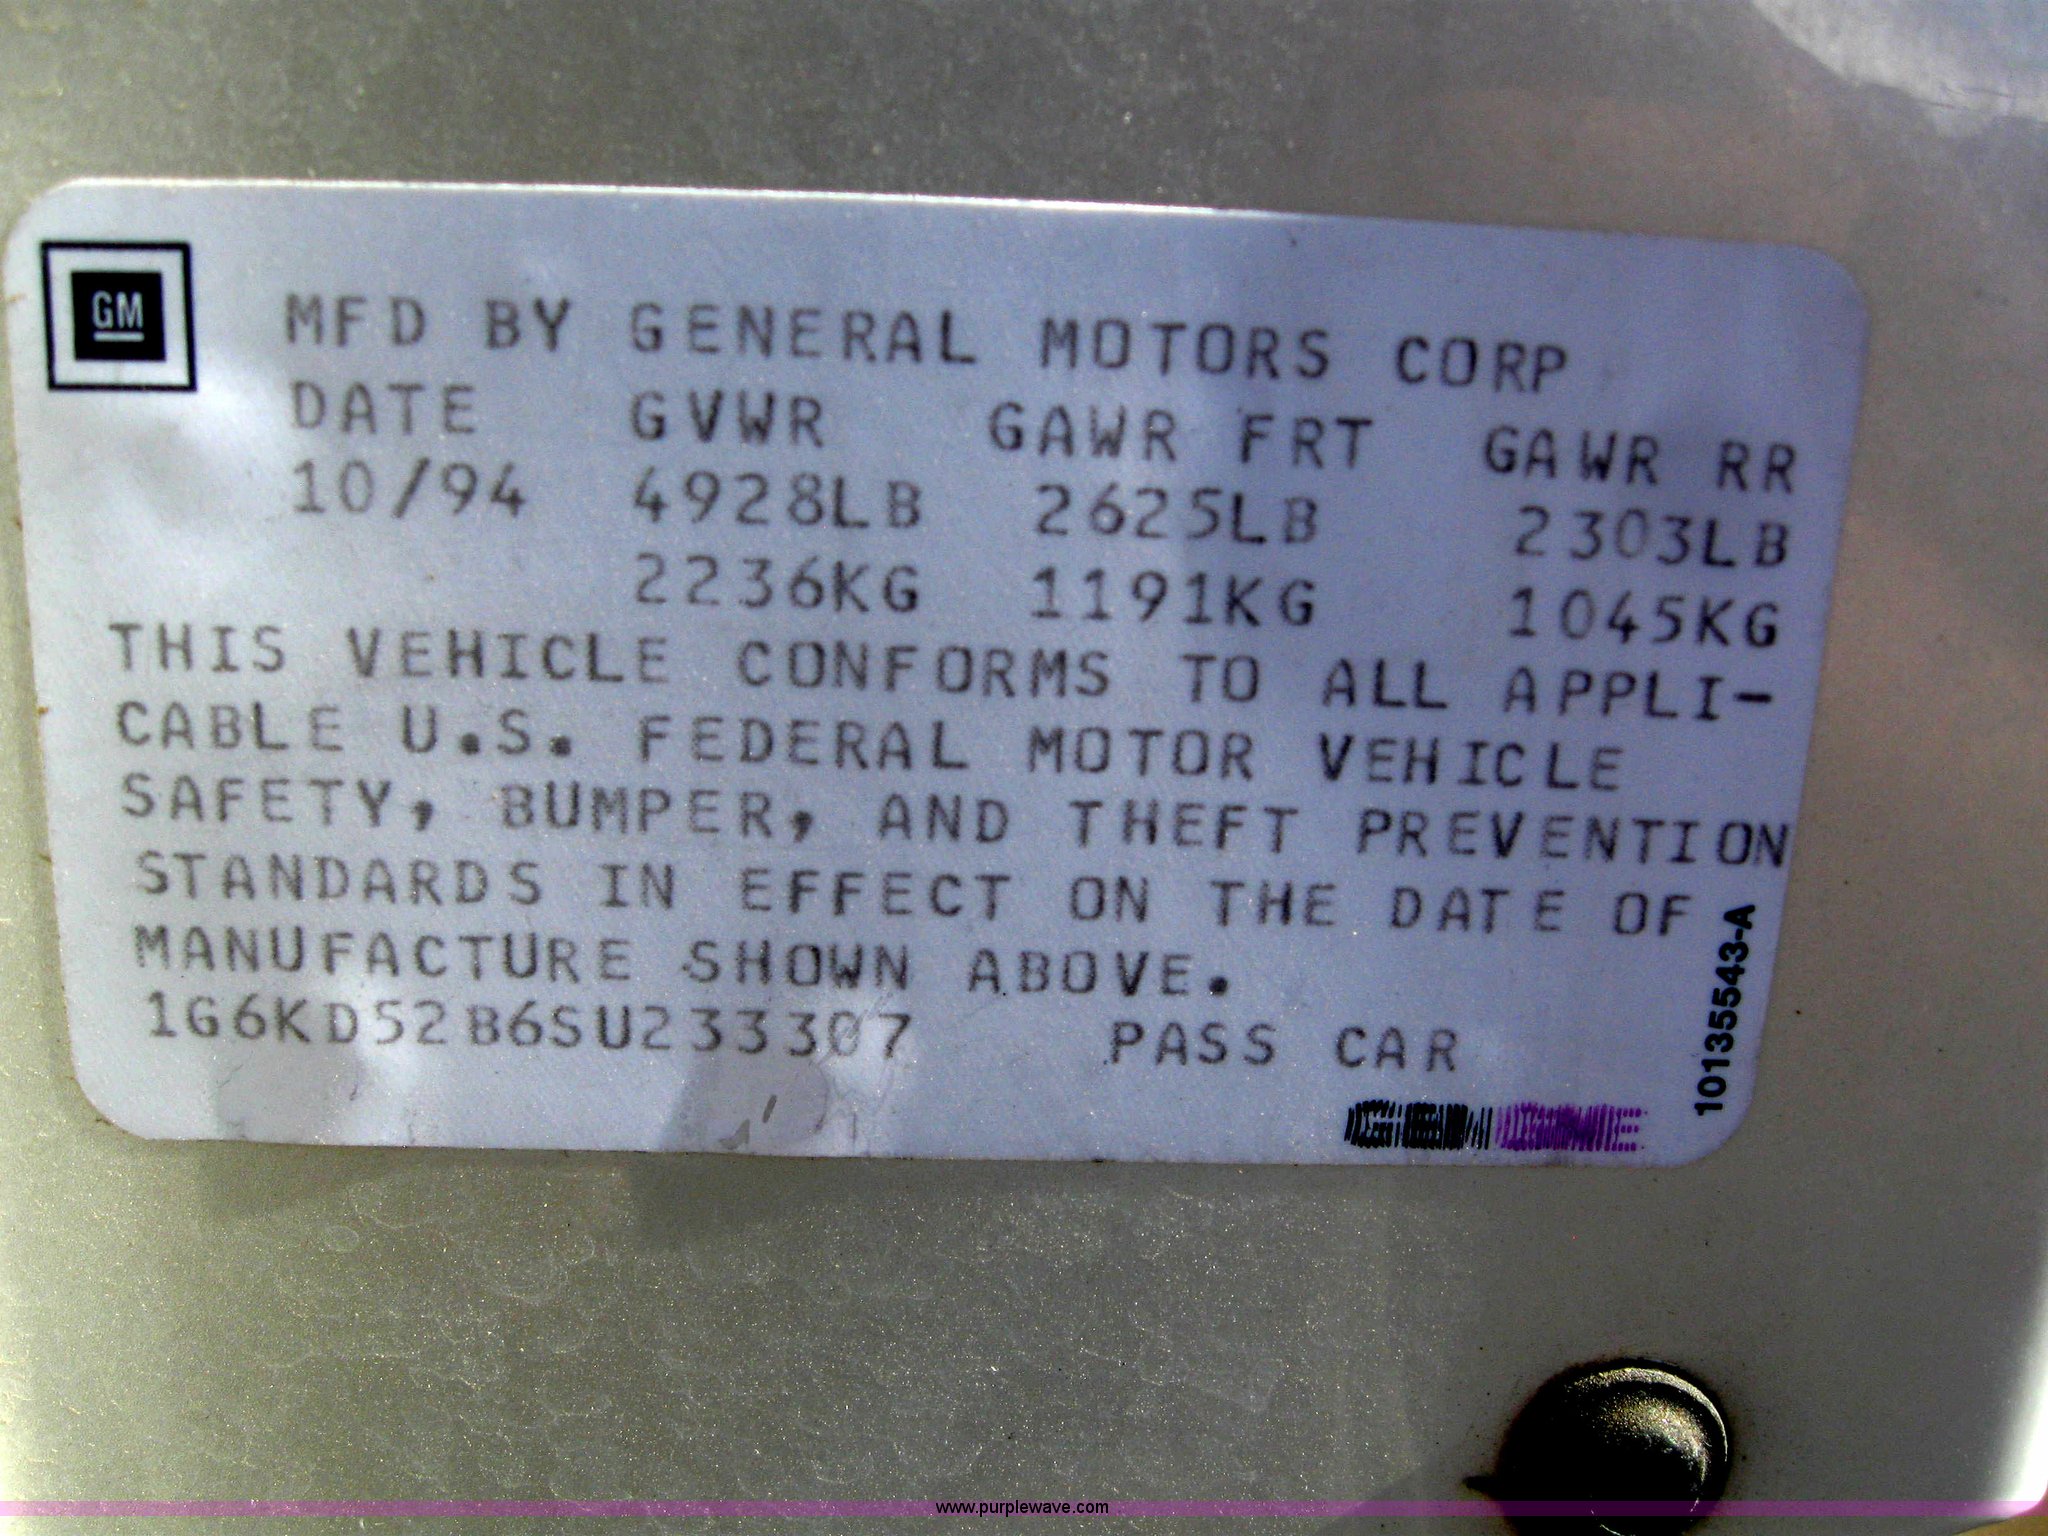 GM
MFD BY GENERAL MOTORS CORP
DATE GVWR GAWR FRT GAWR RR
10/94 4928LB 2625LB 2303LB
2236KG 1191KG 1045KG
THIS VEHICLE CONFORMS TO ALL APPLI-
CABLE U.S. FEDERAL MOTOR VEHICLE
SAFETY, BUMPER, AND THEFT PREVENTION
STANDARDS IN EFFECT ON THE DATE OF
MANUFACTURE SHOWN ABOVE.
1G6KD52B6SU233307 PASS CAR
10135543-A
www.purplewave.com